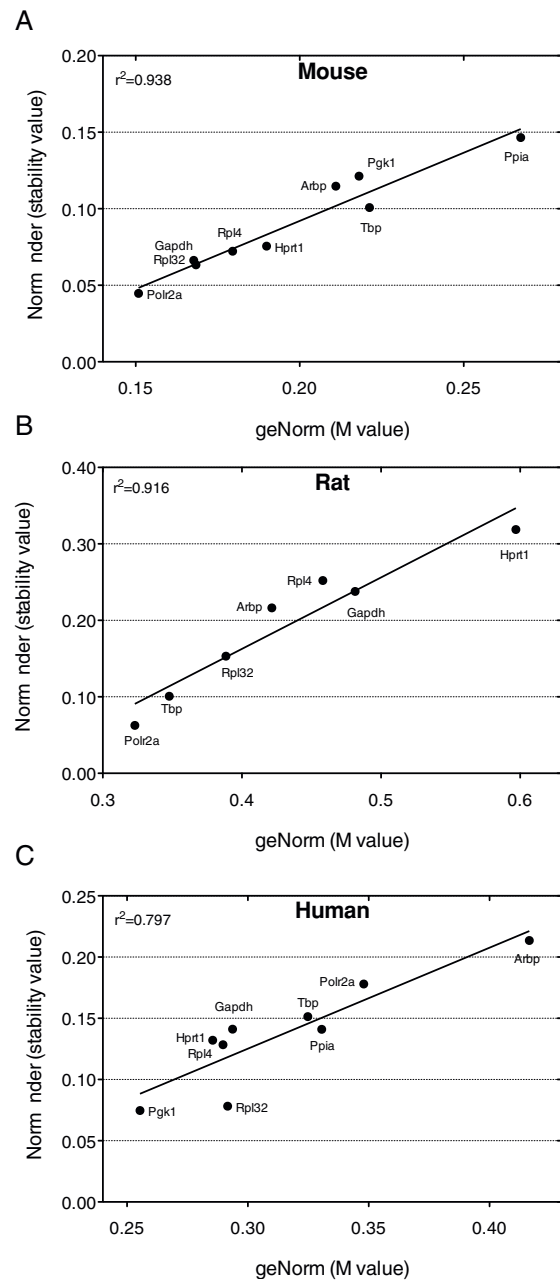 A
Mouse
r²=0.938
Norm nder (stability value)
0.20
0.15
0.10
0.05
0.00
Ppia
Pgk1
Arbp
Tbp
Rpl4
Hprt1
Gapdh
Rpl32
Polr2a
0.15
0.20
0.25
geNorm (M value)
B
Rat
r²=0.916
Norm nder (stability value)
0.40
0.30
0.20
0.10
0.00
Hprt1
Rpl4
Gapdh
Arbp
Rpl32
Tbp
Polr2a
0.3
0.4
0.5
0.6
geNorm (M value)
C
Human
r²=0.797
Norm nder (stability value)
0.25
0.20
0.15
0.10
0.05
0.00
Arbp
Polr2a
Tbp
Gapdh
Ppia
Hprt1
Rpl4
Pgk1
Rpl32
0.25
0.30
0.35
0.40
geNorm (M value)